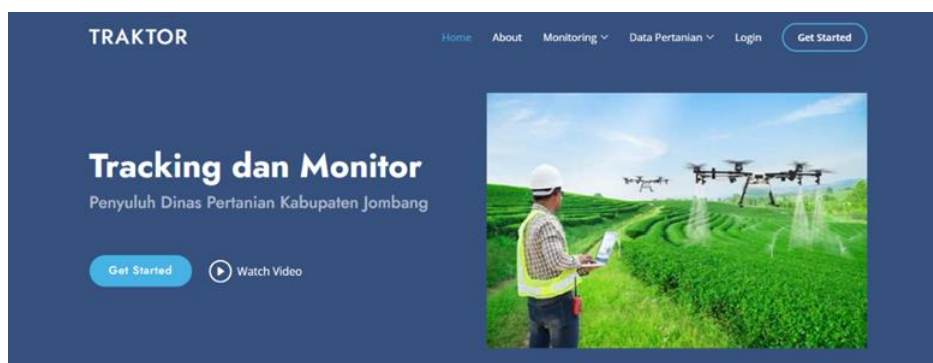 TRAKTOR
Home About Monitoring Data Pertanian Login Get Started
Tracking dan Monitor
Penyuluh Dinas Pertanian Kabupaten Jombang
Get Started Watch Video